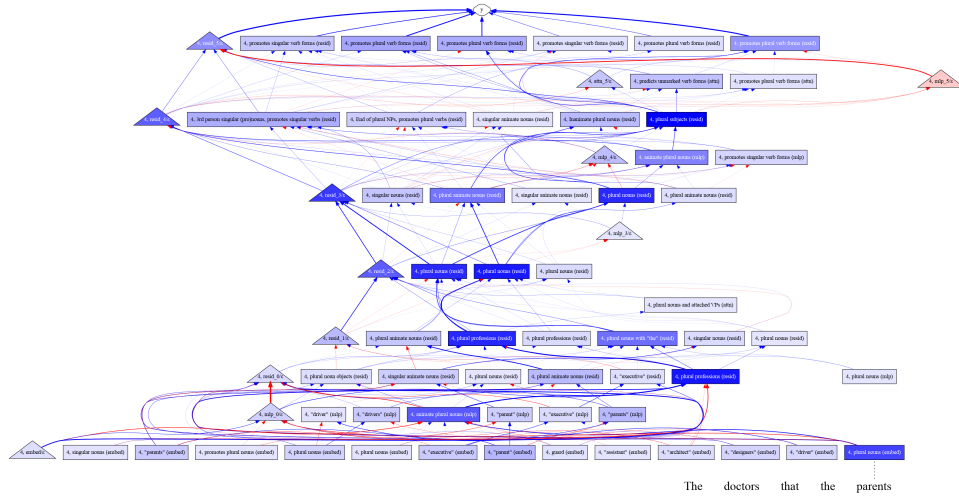 y
4, resid_5/ε 4, promotes singular verb forms (resid) 4, promotes plural verb forms (resid) 4, promotes plural verb forms (resid) 4, promotes singular verb forms (resid) 4, promotes plural verb forms (resid) 4, promotes plural verb forms (resid)
4, attn_5/ε 4, predicts unmarked verb forms (attn) 4, promotes plural verb forms (attn) 4, mlp_5/ε
4, resid_4/ε 4, 3rd person singular (pro)nouns, promotes singular verbs (resid) 4, Head of plural NPs, promotes plural verbs (resid) 4, singular animate nouns (resid) 4, Inanimate plural nouns (resid) 4, plural subjects (resid)
4, mlp_4/ε 4, animate plural nouns (mlp) 4, promotes singular verb forms (mlp)
4, resid_3/ε 4, singular nouns (resid) 4, plural animate nouns (resid) 4, singular animate nouns (resid) 4, plural nouns (resid) 4, plural animate nouns (resid)
4, mlp_3/ε
4, resid_2/ε 4, plural nouns (resid) 4, plural nouns (resid) 4, plural nouns (resid)
4, plural nouns and attached VPs (attn)
4, resid_1/ε 4, plural animate nouns (resid) 4, plural professions (resid) 4, plural professions (resid) 4, plural nouns with "the" (resid) 4, singular nouns (resid) 4, plural nouns (resid)
4, resid_0/ε 4, plural noun objects (resid) 4, singular animate nouns (resid) 4, plural nouns (resid) 4, plural animate nouns (resid) 4, "executive" (resid) 4, plural professions (resid) 4, plural nouns (mlp)
4, mlp_0/ε 4, "driver" (mlp) 4, "drivers" (mlp) 4, animate plural nouns (mlp) 4, "parent" (mlp) 4, "executive" (mlp) 4, "parents" (mlp)
4, embed/ε 4, singular nouns (embed) 4, "parents" (embed) 4, promotes plural nouns (embed) 4, plural nouns (embed) 4, plural nouns (embed) 4, "executive" (embed) 4, "parent" (embed) 4, guard (embed) 4, "assistant" (embed) 4, "architect" (embed) 4, "designers" (embed) 4, "driver" (embed) 4, plural nouns (embed)
The doctors that the parents